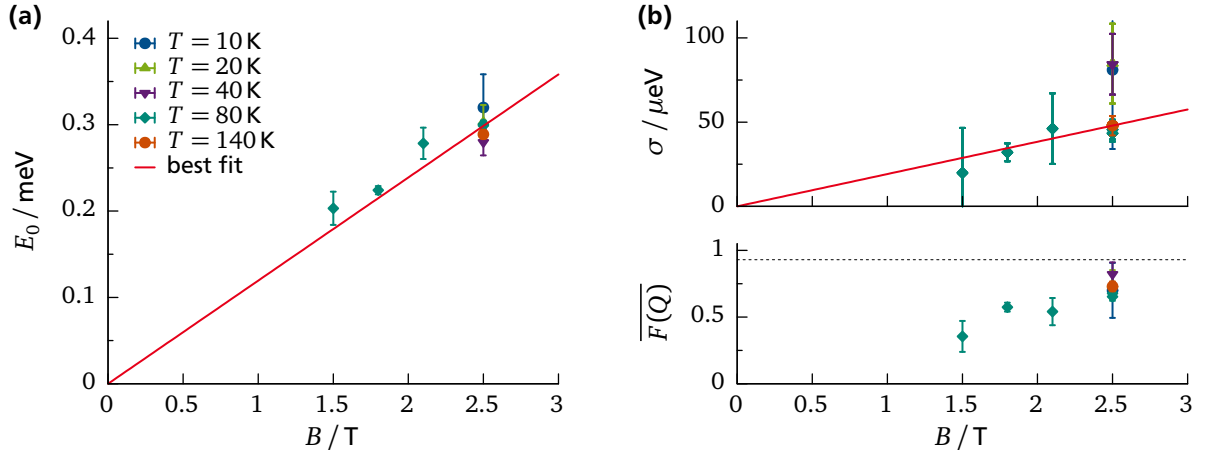 (a)
E₀ / meV
0.4
0.3
0.2
0.1
0
T = 10 K
T = 20 K
T = 40 K
T = 80 K
T = 140 K
best fit
0 0.5 1 1.5 2 2.5 3
B / T
(b)
σ / μeV
100
50
0
F(Q)
1
0.5
0
0 0.5 1 1.5 2 2.5 3
B / T